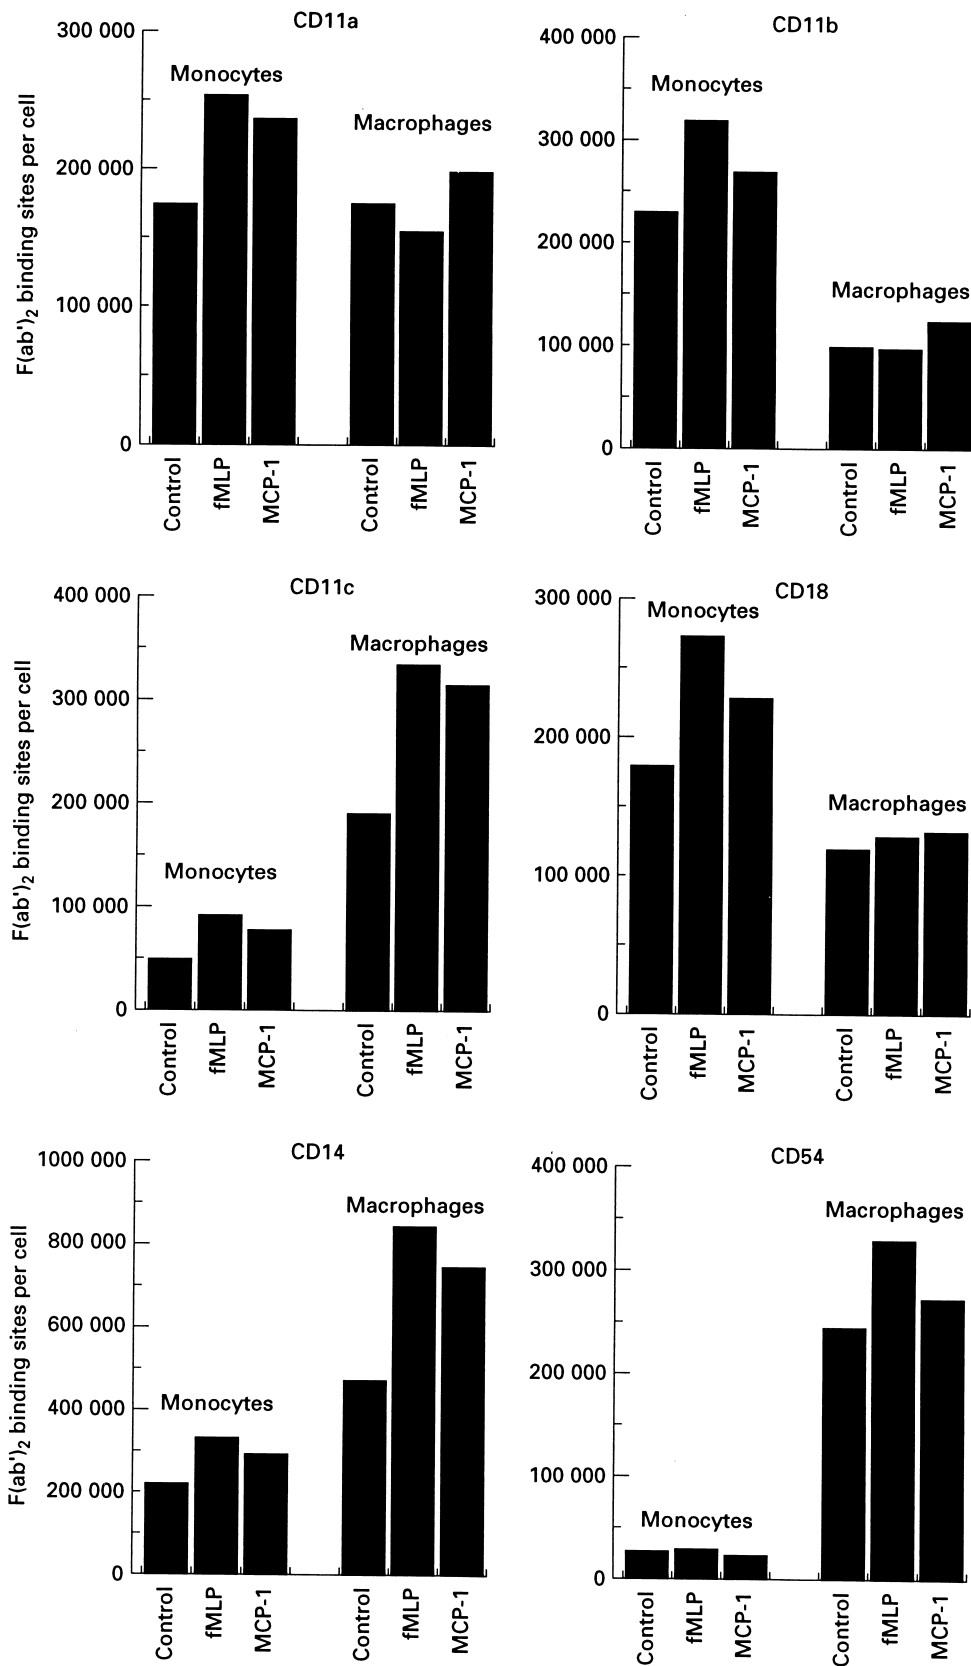 CD11a
300 000
200 000
100 000
0
F(ab')2 binding sites per cell
Monocytes
Macrophages
Control
fMLP
MCP-1
Control
fMLP
MCP-1
CD11b
400 000
300 000
200 000
100 000
0
Monocytes
Macrophages
Control
fMLP
MCP-1
Control
fMLP
MCP-1
CD11c
400 000
300 000
200 000
100 000
0
F(ab')2 binding sites per cell
Monocytes
Macrophages
Control
fMLP
MCP-1
Control
fMLP
MCP-1
CD18
300 000
200 000
100 000
0
Monocytes
Macrophages
Control
fMLP
MCP-1
Control
fMLP
MCP-1
CD14
1000 000
800 000
600 000
400 000
200 000
0
F(ab')2 binding sites per cell
Monocytes
Macrophages
Control
fMLP
MCP-1
Control
fMLP
MCP-1
CD54
400 000
300 000
200 000
100 000
0
Monocytes
Macrophages
Control
fMLP
MCP-1
Control
fMLP
MCP-1